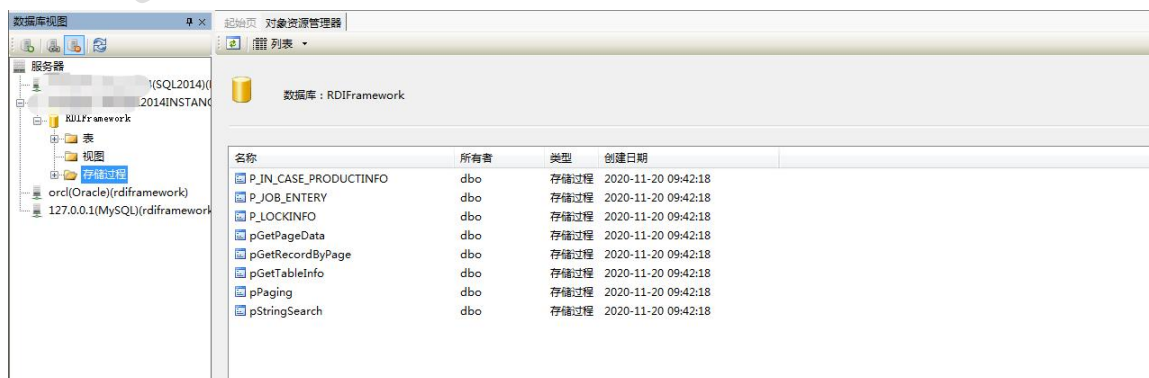 数据库视图
服务器
(SQL2014)(
2014INSTANC
RDIFramework
表
视图
存储过程
orcl(Oracle)(rdiframework)
127.0.0.1(MySQL)(rdiframework
起始页 对象资源管理器
列表
数据库：RDIFramework
名称 所有者 类型 创建日期
P_IN_CASE_PRODUCTINFO dbo 存储过程 2020-11-20 09:42:18
P_JOB_ENTERY dbo 存储过程 2020-11-20 09:42:18
P_LOCKINFO dbo 存储过程 2020-11-20 09:42:18
pGetPageData dbo 存储过程 2020-11-20 09:42:18
pGetRecordByPage dbo 存储过程 2020-11-20 09:42:18
pGetTableInfo dbo 存储过程 2020-11-20 09:42:18
pPaging dbo 存储过程 2020-11-20 09:42:18
pStringSearch dbo 存储过程 2020-11-20 09:42:18